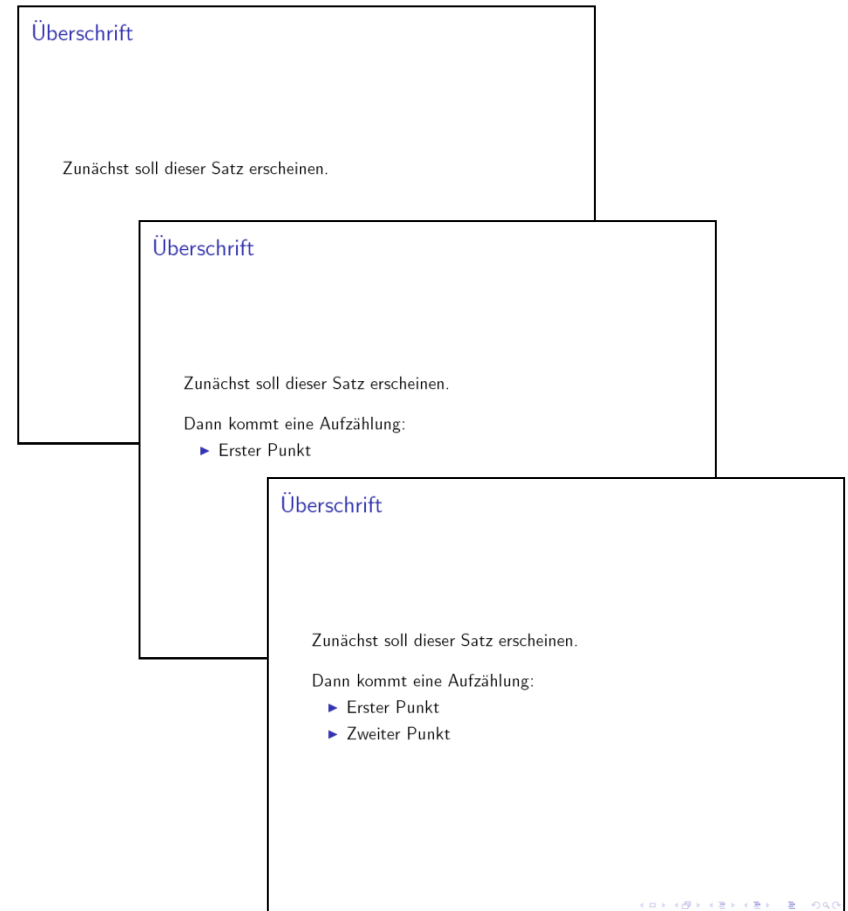 Überschrift
Zunächst soll dieser Satz erscheinen.
Überschrift
Zunächst soll dieser Satz erscheinen.
Dann kommt eine Aufzählung:
► Erster Punkt
Überschrift
Zunächst soll dieser Satz erscheinen.
Dann kommt eine Aufzählung:
► Erster Punkt
► Zweiter Punkt